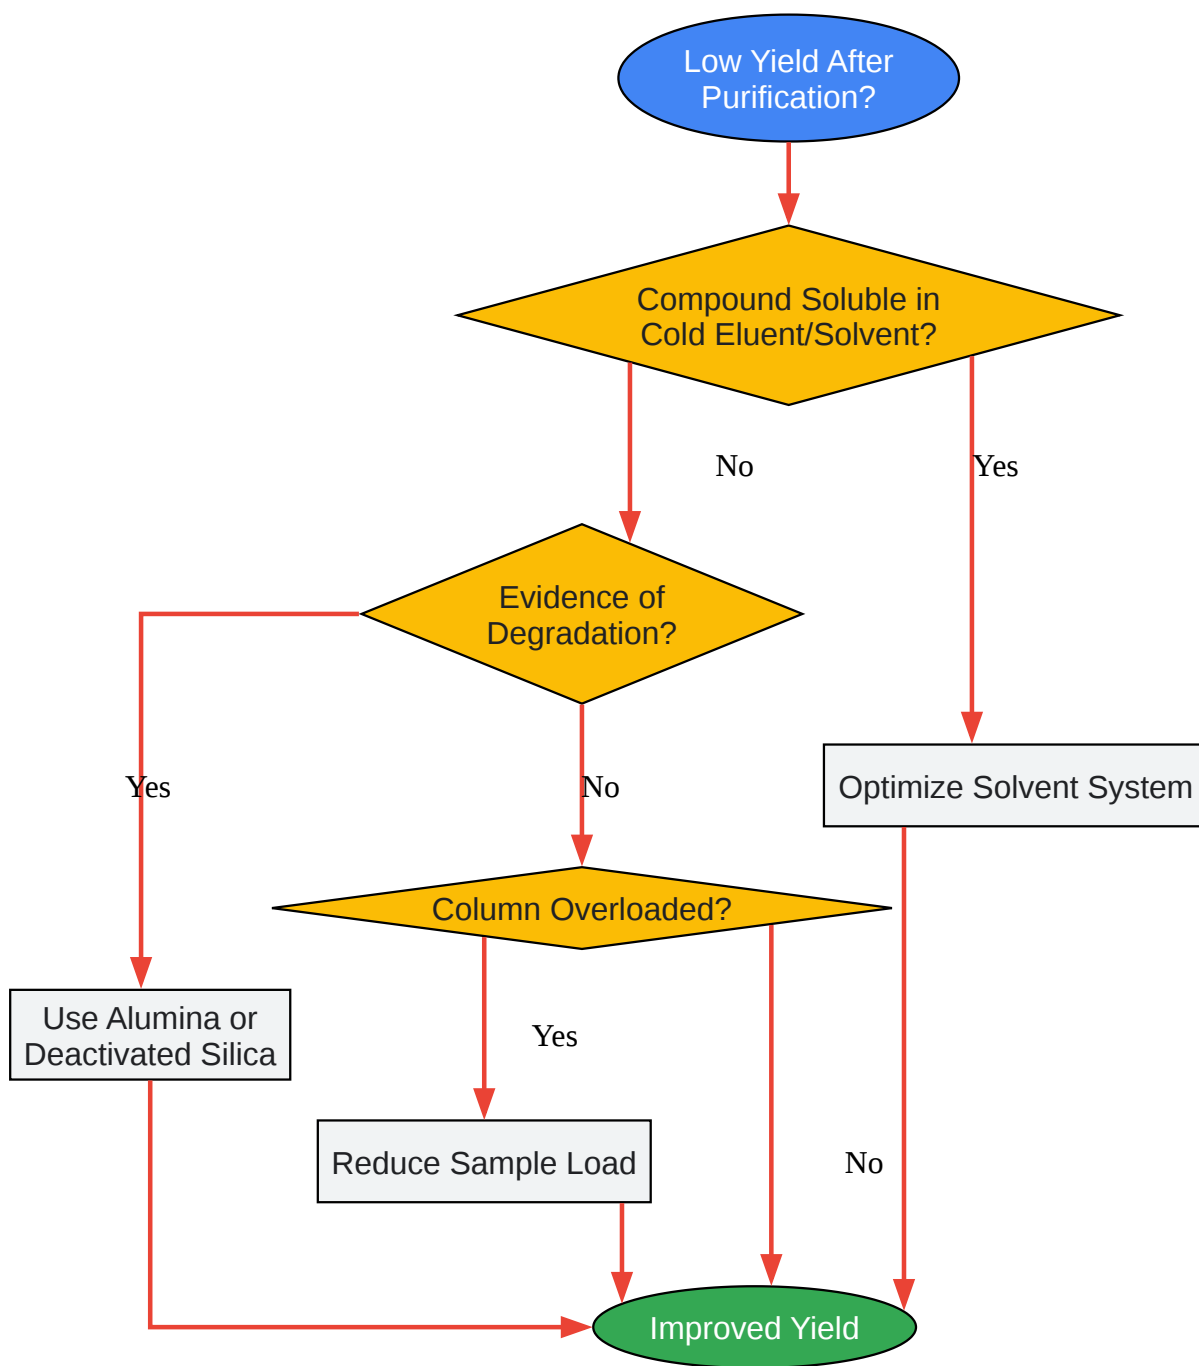 Low Yield After
Purification?
Compound Soluble in
Cold Eluent/Solvent?
No
Yes
Evidence of
Degradation?
Yes
No
Optimize Solvent System
Column Overloaded?
Use Alumina or
Deactivated Silica
Yes
Reduce Sample Load
No
Improved Yield